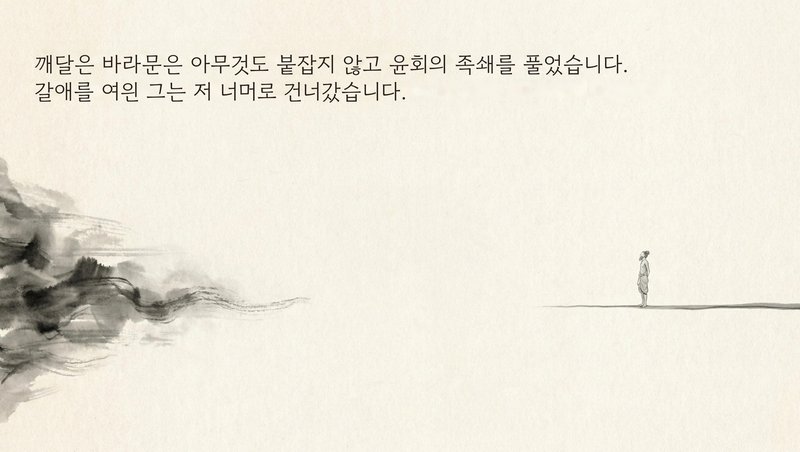 깨달은 바라문은 아무것도 붙잡지 않고 윤회의 족쇄를 풀었습니다.
갈애를 여읜 그는 저 너머로 건너갔습니다.